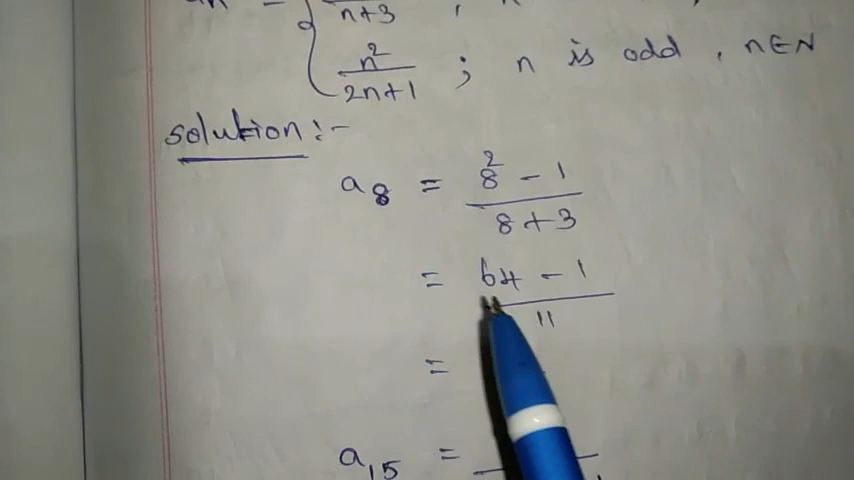 n+3 ,
n²/2n+1 ; n is odd , n∈N
solution :-
a₈ = 8² - 1 / 8 + 3
= 64 - 1 / 11
=
a₁₅ =